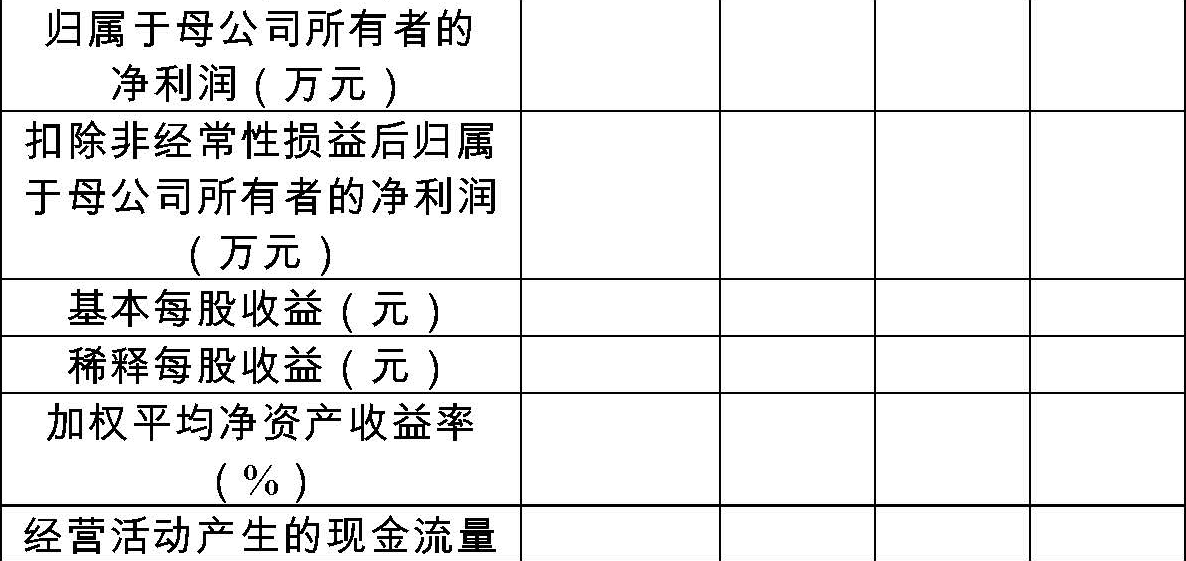 归属于母公司所有者的
净利润（万元）
扣除非经常性损益后归属
于母公司所有者的净利润
（万元）
基本每股收益（元）
稀释每股收益（元）
加权平均净资产收益率
（%）
经营活动产生的现金流量